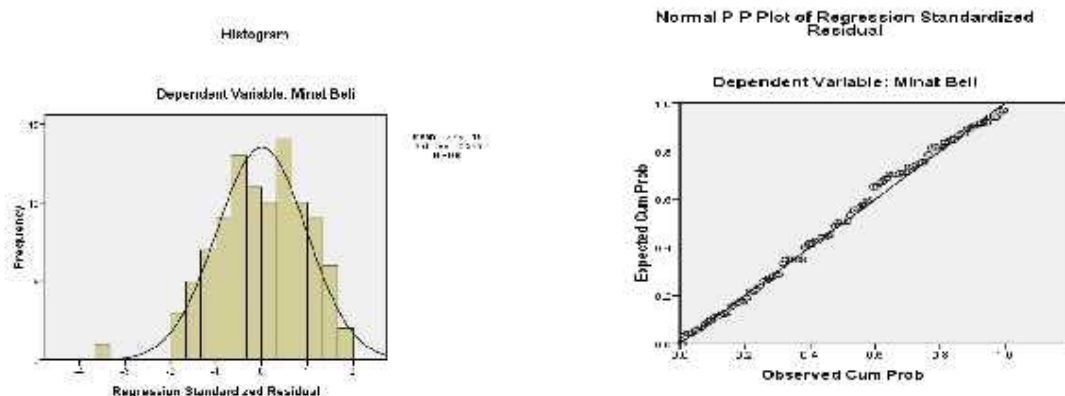 Histogram
Dependent Variable: Minat Beli
Frequency
Regression Standardized Residual
Normal P P Plot of Regression Standardized
Residual
Dependent Variable: Minat Beli
1.0
0.8
0.6
0.4
0.2
0.0
Expected Cum Prob
0.0 0.2 0.4 0.6 0.8 1.0
Observed Cum Prob